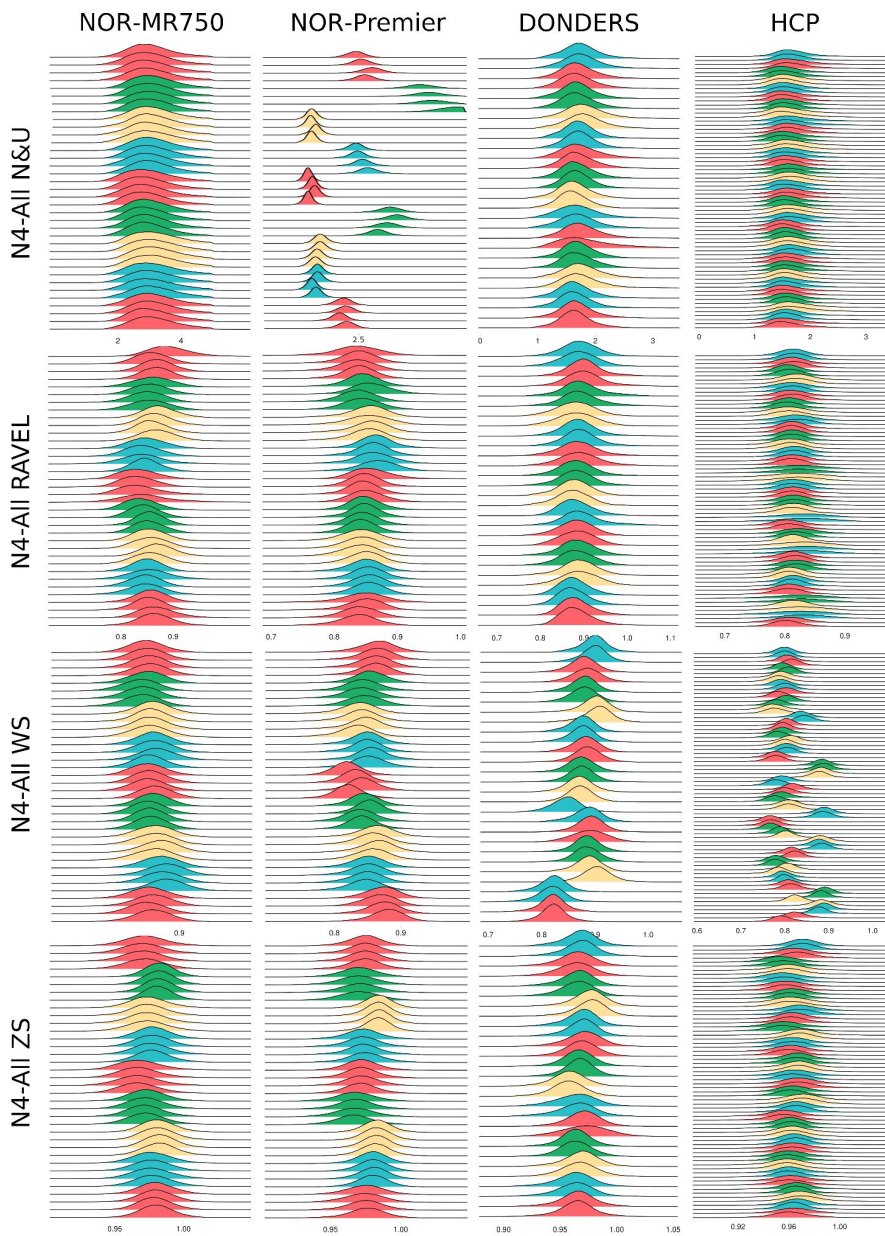 NOR-MR750 NOR-Premier DONDERS HCP
N4-All N&U
2 4 2.5 0 1 2 3 0 1 2 3
N4-All RAVEL
0.8 0.9 0.7 0.8 0.9 1.0 0.7 0.8 0.9 1.0 1.1 0.7 0.8 0.9
N4-All WS
0.9 0.8 0.9 0.7 0.8 0.9 1.0 0.6 0.7 0.8 0.9 1.0
N4-All ZS
0.95 1.00 0.95 1.00 0.90 0.95 1.00 1.05 0.92 0.96 1.00